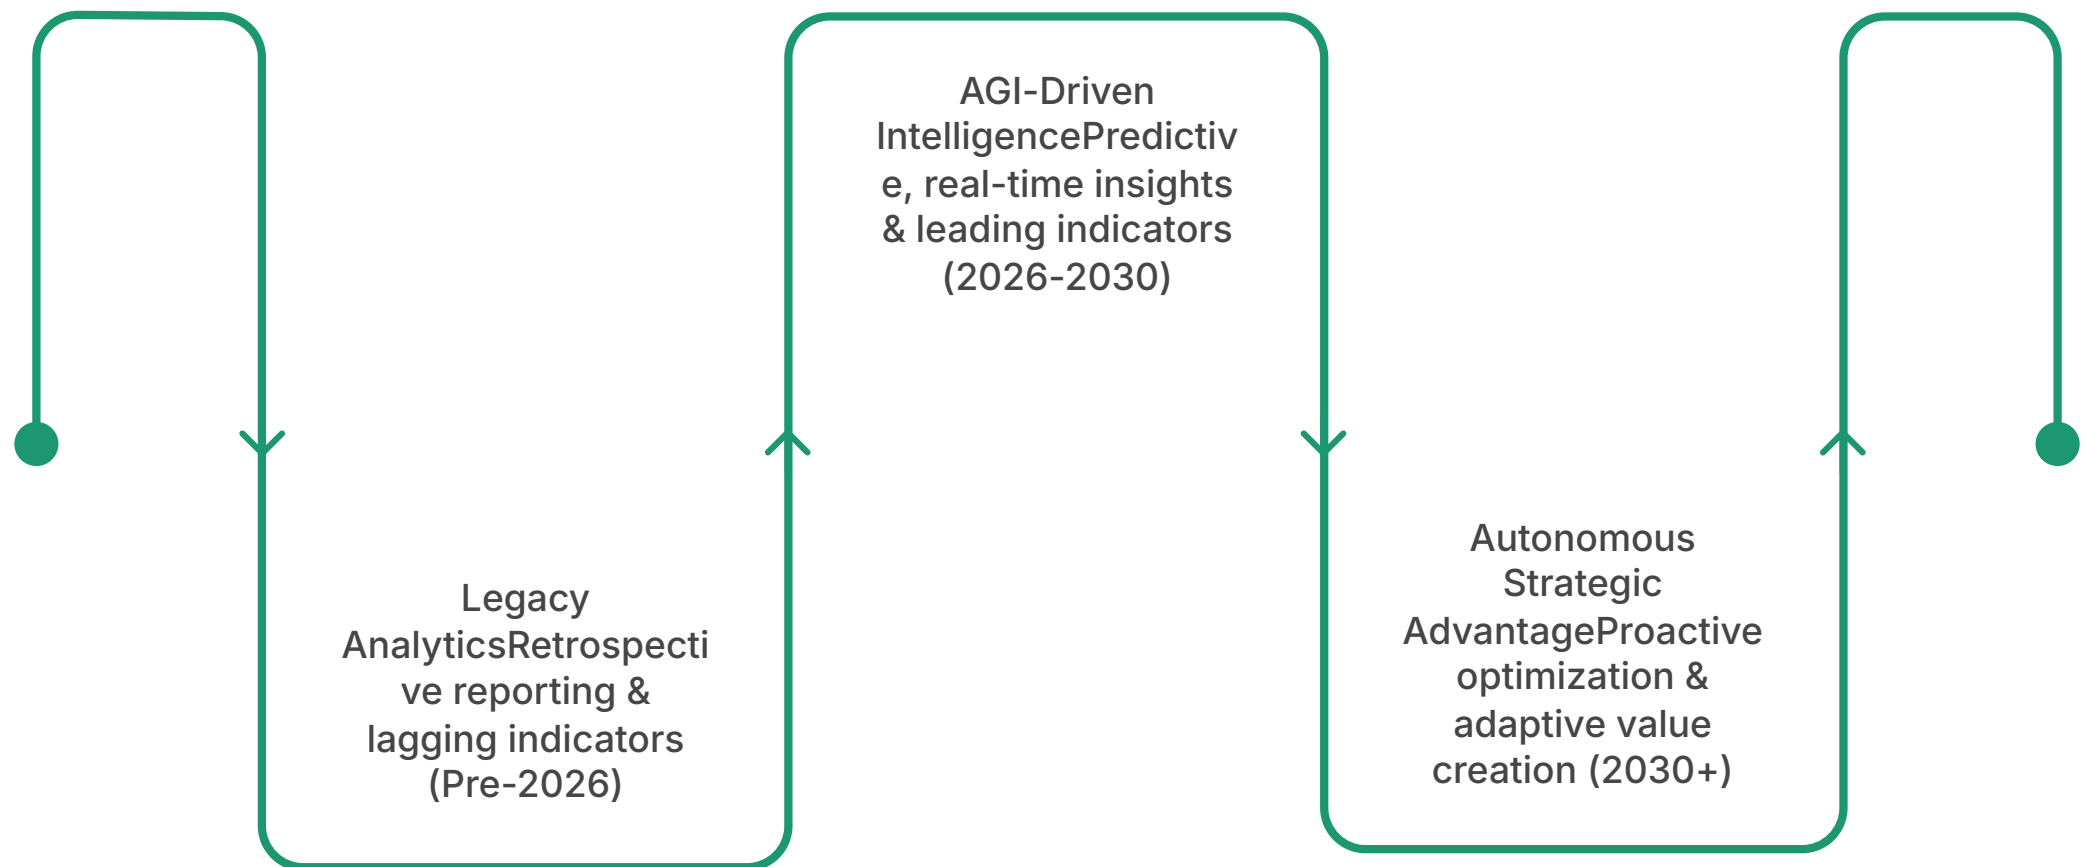 Legacy
AnalyticsRetrospecti
ve reporting &
lagging indicators
(Pre-2026)
AGI-Driven
IntelligencePredictiv
e, real-time insights
& leading indicators
(2026-2030)
Autonomous
Strategic
AdvantageProactive
optimization &
adaptive value
creation (2030+)